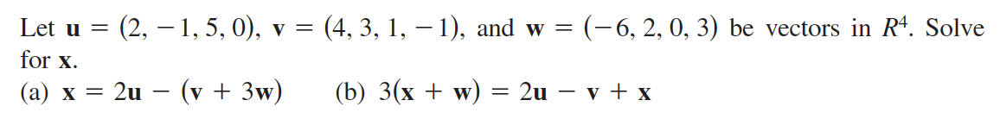 Let u = (2, −1, 5, 0), v = (4, 3, 1, −1), and w = (−6, 2, 0, 3) be vectors in R⁴. Solve
for x.
(a) x = 2u − (v + 3w) (b) 3(x + w) = 2u − v + x